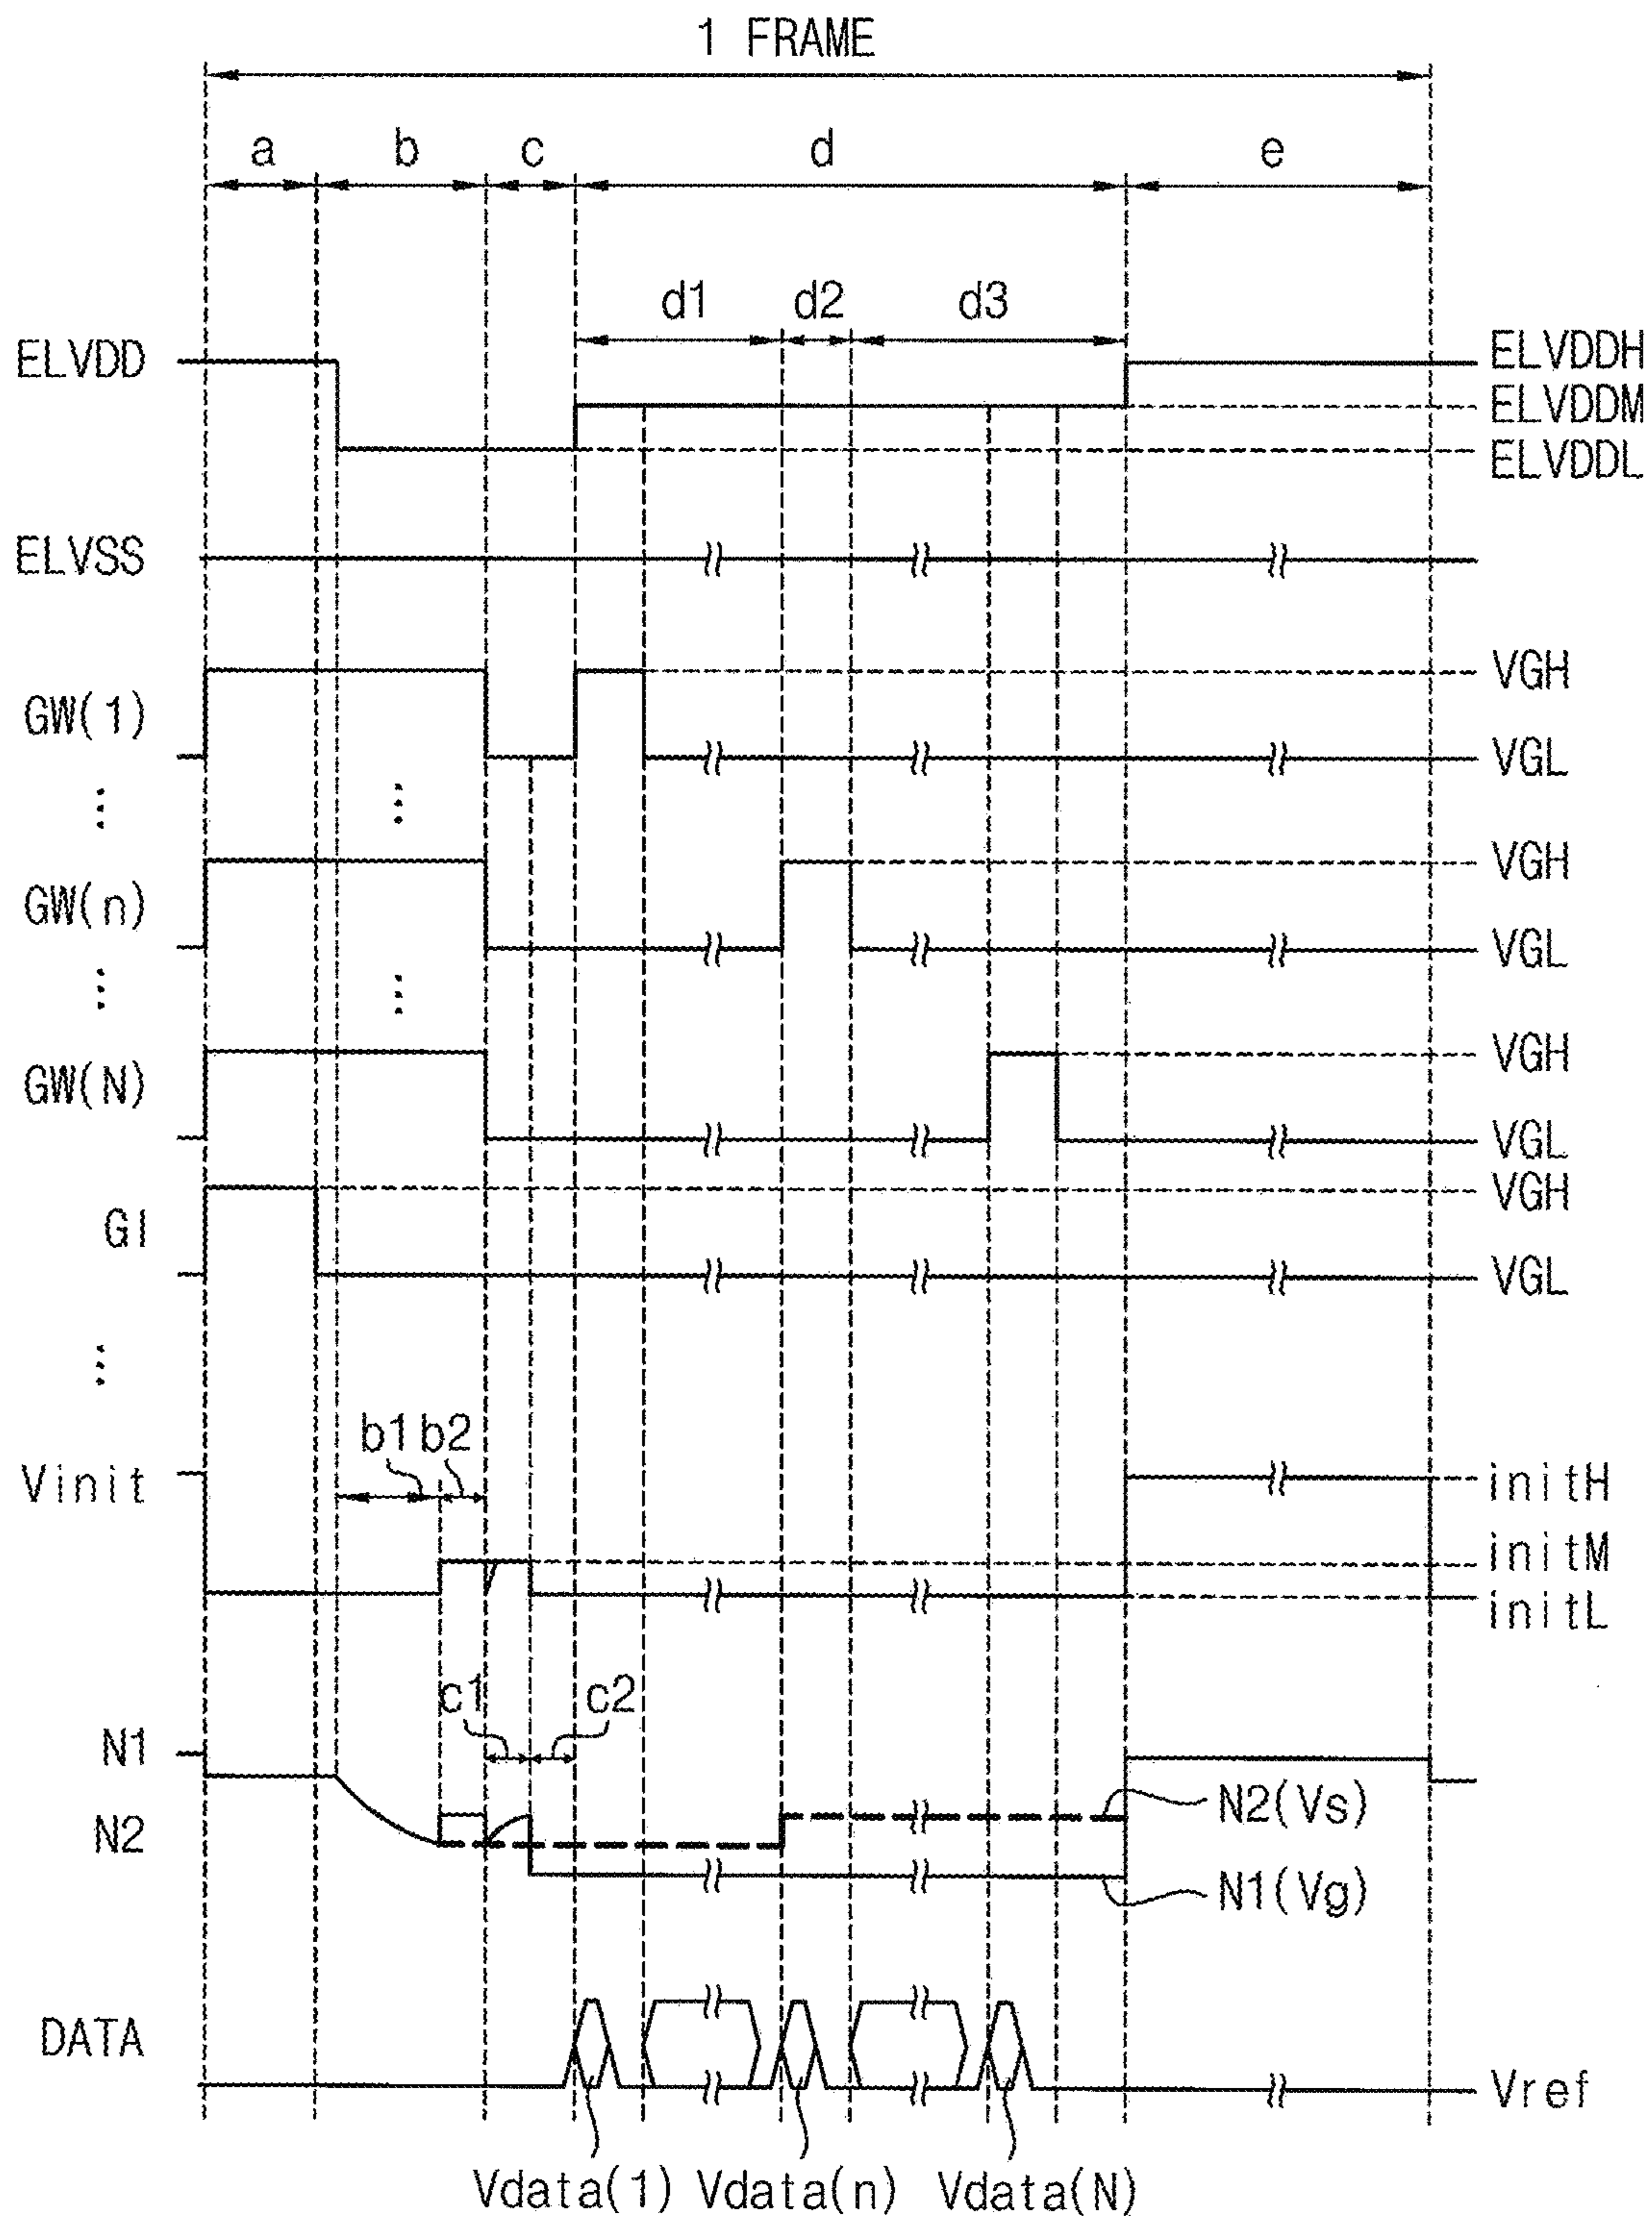 1 FRAME
a b c d e
d1 d2 d3
ELVDD ELVDDH
ELVDDM
ELVDDL
ELVSS
VGH
GW(1)
VGL
VGH
GW(n)
VGL
VGH
GW(N)
VGL
VGH
GI
VGL
b1 b2
Vinit initH
initM
initL
c1 c2
N1
N2(Vs)
N2
N1(Vg)
DATA
Vref
Vdata(1) Vdata(n) Vdata(N)